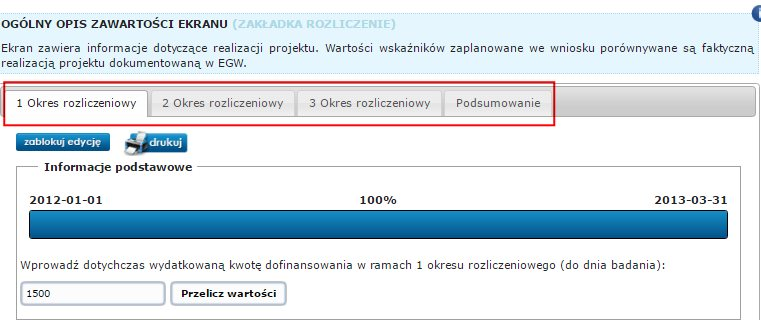 OGÓLNY OPIS ZAWARTOŚCI EKRANU (ZAKŁADKA ROZLICZENIE)
Ekran zawiera informacje dotyczące realizacji projektu. Wartości wskaźników zaplanowane we wniosku porównywane są faktyczną
realizacją projektu dokumentowaną w EGW.
1 Okres rozliczeniowy 2 Okres rozliczeniowy 3 Okres rozliczeniowy Podsumowanie
zablokuj edycję drukuj
Informacje podstawowe
2012-01-01 100% 2013-03-31
Wprowadź dotychczas wydatkowaną kwotę dofinansowania w ramach 1 okresu rozliczeniowego (do dnia badania):
1500 Przelicz wartości